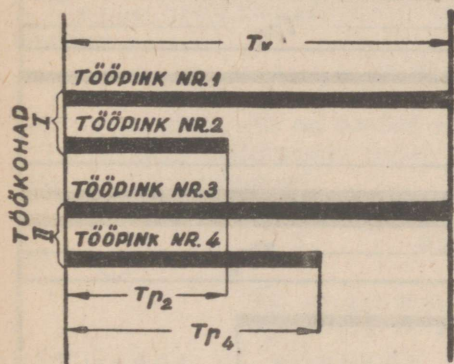 Tv
TÖÖPINK NR.1
TÖÖPINK NR.2
TÖÖPINK NR.3
TÖÖPINK NR.4
TÖÖKOHAD
I
II
Tp2
Tp4